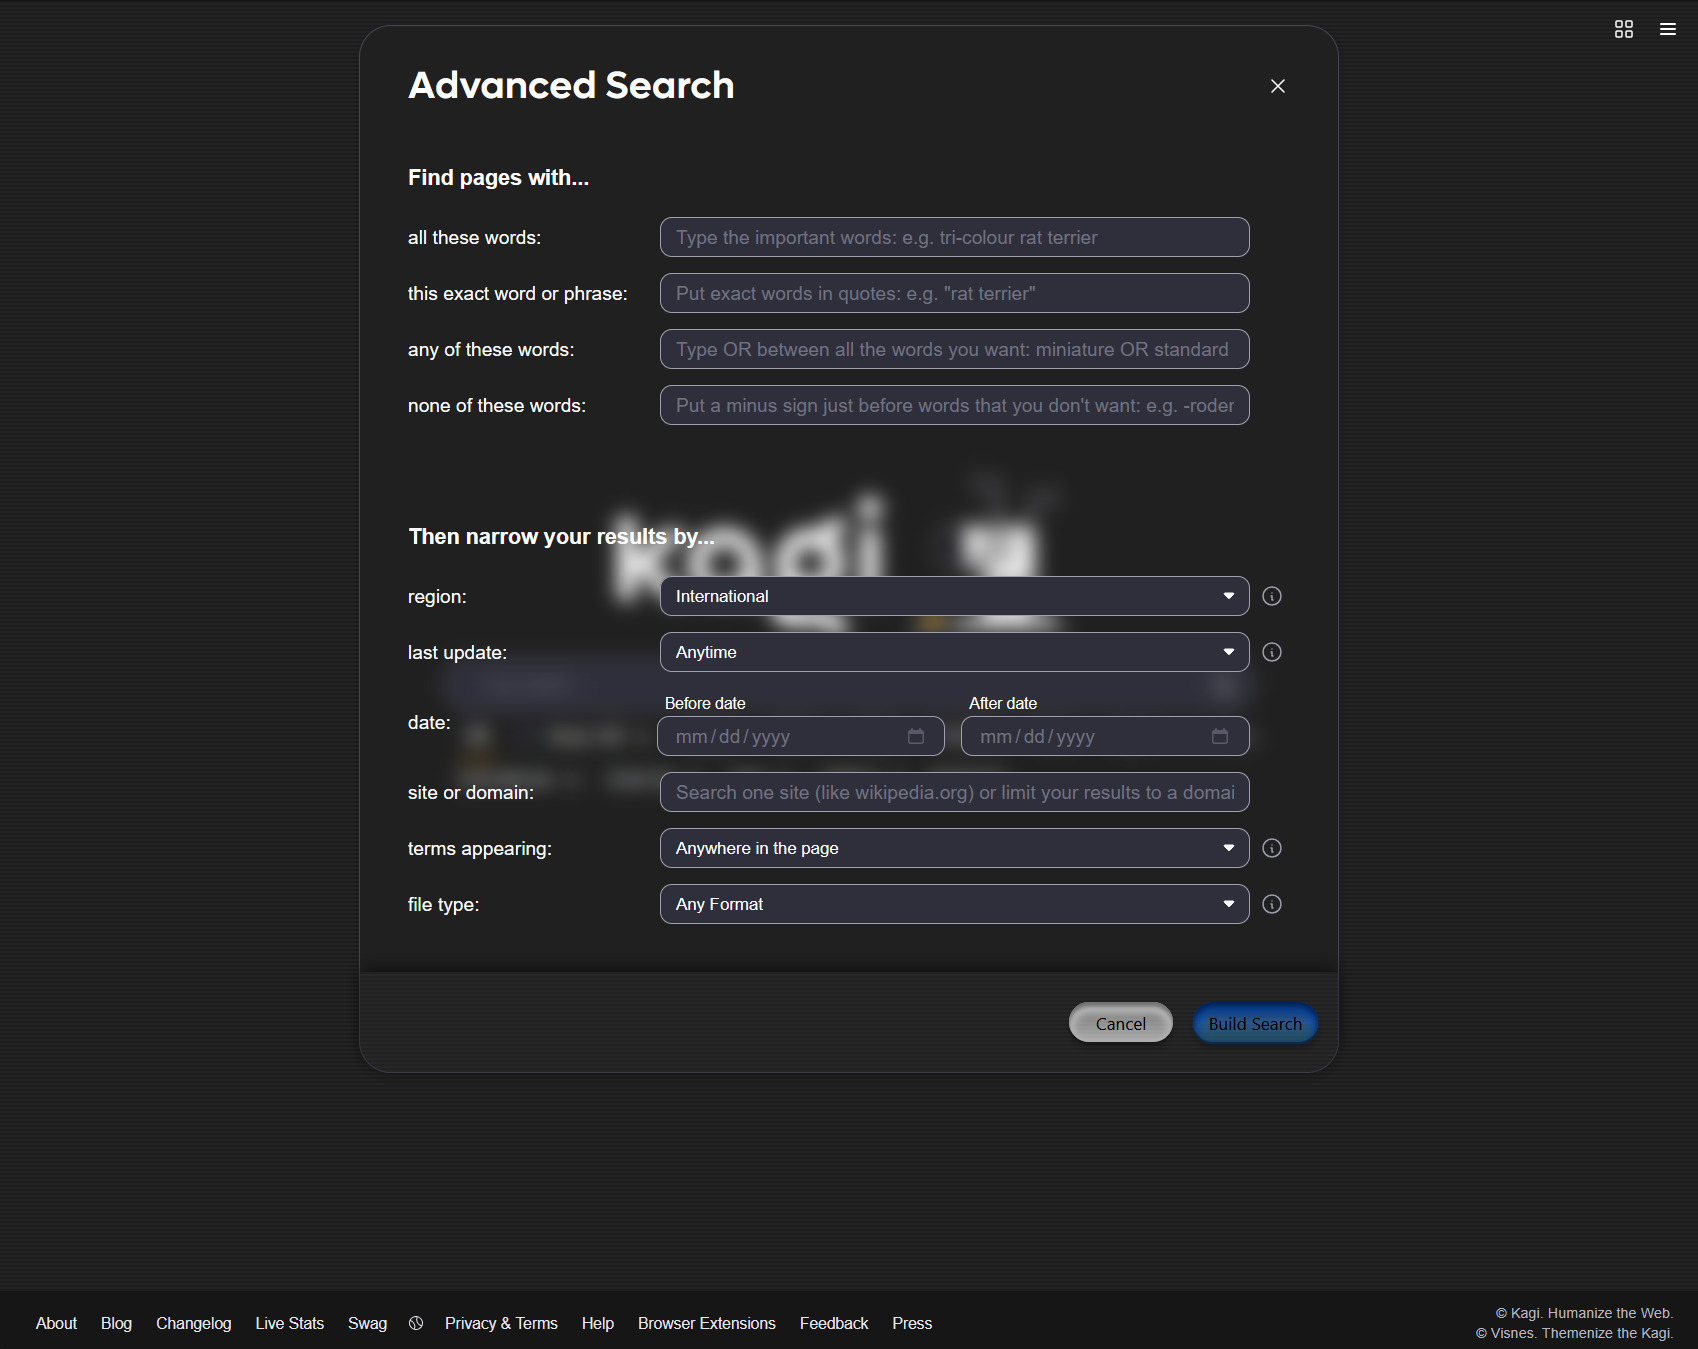 Advanced Search
Find pages with...
all these words:
Type the important words: e.g. tri-colour rat terrier
this exact word or phrase:
Put exact words in quotes: e.g. "rat terrier"
any of these words:
Type OR between all the words you want: miniature OR standard
none of these words:
Put a minus sign just before words that you don't want: e.g. -roden
kagi
Then narrow your results by...
region:
International
last update:
Anytime
date:
Before date
After date
mm/dd/yyyy
mm/dd/yyyy
site or domain:
Search one site (like wikipedia.org) or limit your results to a domai
terms appearing:
Anywhere in the page
file type:
Any Format
Cancel
Build Search
About Blog Changelog Live Stats Swag Privacy & Terms Help Browser Extensions Feedback Press
© Kagi. Humanize the Web.
© Visnes. Themenize the Kagi.